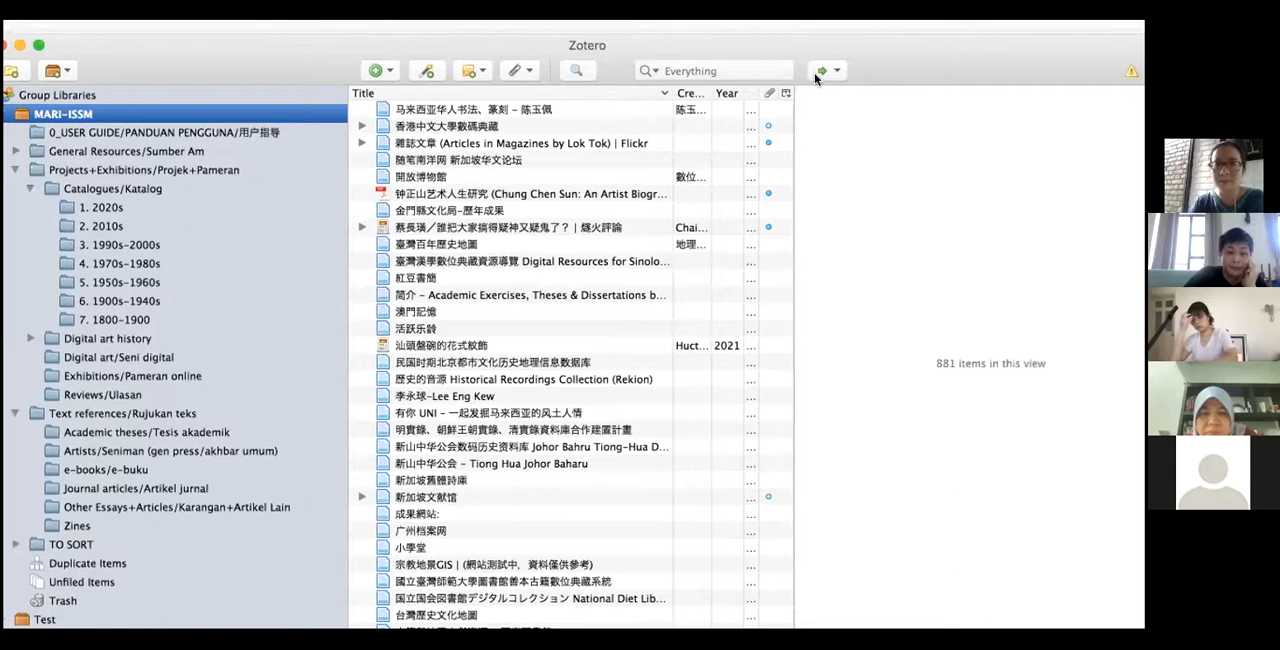 Zotero
Everything
Group Libraries
MARI-ISSM
0_USER GUIDE/PANDUAN PENGGUNA/用户指导
General Resources/Sumber Am
Projects+Exhibitions/Projek+Pameran
Catalogues/Katalog
1. 2020s
2. 2010s
3. 1990s-2000s
4. 1970s-1980s
5. 1950s-1960s
6. 1900s-1940s
7. 1800-1900
Digital art history
Digital art/Seni digital
Exhibitions/Pameran online
Reviews/Ulasan
Text references/Rujukan teks
Academic theses/Tesis akademik
Artists/Seniman (gen press/akhbar umum)
e-books/e-buku
Journal articles/Artikel jurnal
Other Essays+Articles/Karangan+Artikel Lain
Zines
TO SORT
Duplicate Items
Unfiled Items
Trash
Test
Title Cre... Year
马来西亚华人书法、篆刻 – 陈玉佩 陈玉... ...
香港中文大學數碼典藏 ...
雜誌文章 (Articles in Magazines by Lok Tok) | Flickr ...
随笔南洋网 新加坡华文论坛 ...
開放博物館 數位... ...
钟正山艺术人生研究 (Chung Chen Sun: An Artist Biogr... ...
金門縣文化局-歷年成果 ...
蔡長璜／誰把大家搞得疑神又疑鬼了？ | 燧火評論 Chai... ...
臺灣百年歷史地圖 地理... ...
臺灣漢學數位典藏資源導覽 Digital Resources for Sinolo... ...
紅豆書簡 ...
简介 – Academic Exercises, Theses & Dissertations b... ...
澳門記憶 ...
活跃乐龄 ...
汕頭盤碗的花式紋飾 Huct... 2021 ...
民国时期北京都市文化历史地理信息数据库 ...
歷史的音源 Historical Recordings Collection (Rekion) ...
李永球-Lee Eng Kew ...
有你 UNI – 一起发掘马来西亚的风土人情 ...
明實錄、朝鮮王朝實錄、清實錄資料庫合作建置計畫 ...
新山中华公会数码历史资料库 Johor Bahru Tiong-Hua D... ...
新山中华公会 – Tiong Hua Johor Baharu ...
新加坡舊體詩庫 ...
新加坡文献馆 ...
成果網站: ...
广州档案网 ...
小學堂 ...
宗教地景GIS | (網站測試中，資料僅供參考) ...
國立臺灣師範大學圖書館善本古籍數位典藏系統 ...
国立国会図書館デジタルコレクション National Diet Lib... ...
台灣歷史文化地圖 ...
881 items in this view